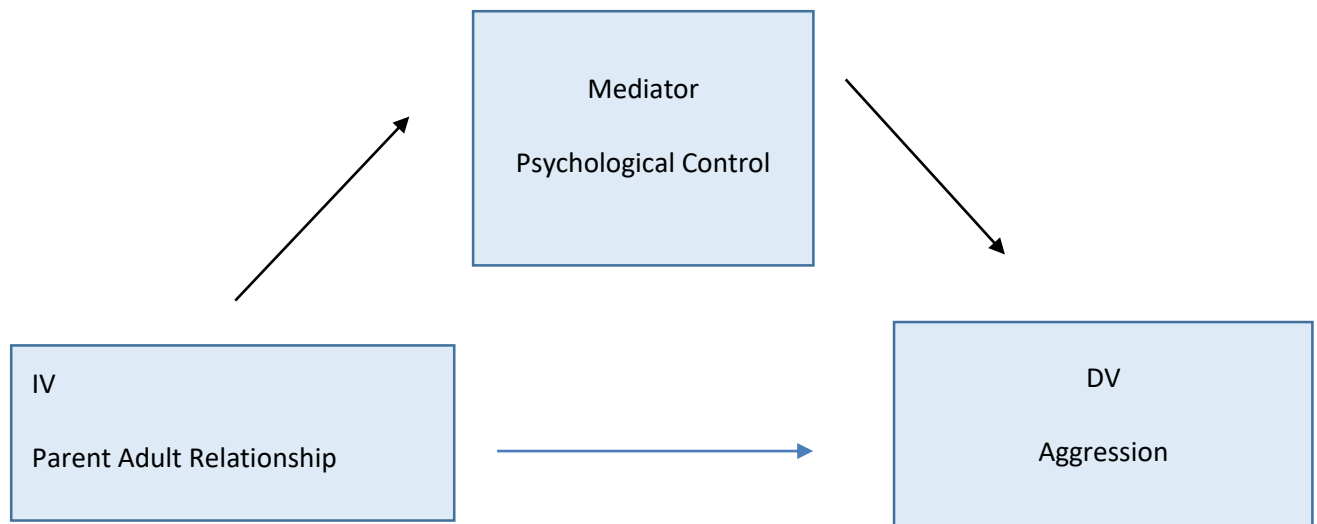 Mediator
Psychological Control
IV
Parent Adult Relationship
DV
Aggression